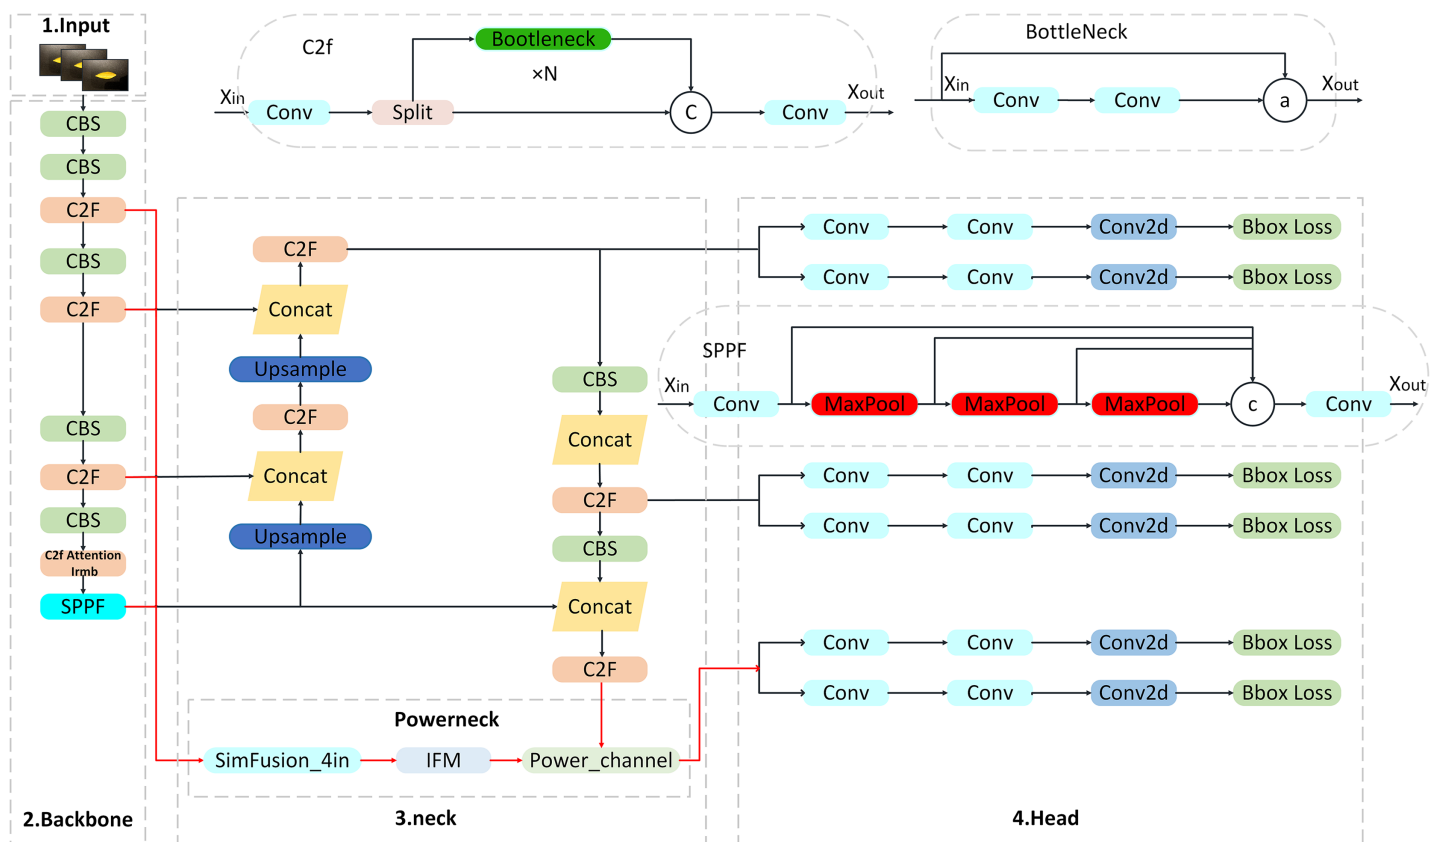 1.Input
CBS
CBS
C2F
CBS
C2F
CBS
C2F
CBS
C2f Attention
Irmb
SPPF
2.Backbone
C2f
Bootleneck
×N
Xin
Conv
Split
C
Conv
Xout
BottleNeck
Xin
Conv
Conv
a
Xout
C2F
Concat
Upsample
C2F
Concat
Upsample
CBS
Concat
C2F
CBS
Concat
C2F
Powerneck
SimFusion_4in
IFM
Power_channel
3.neck
Conv
Conv
Conv2d
Bbox Loss
Conv
Conv
Conv2d
Bbox Loss
SPPF
Xin
Conv
MaxPool
MaxPool
MaxPool
c
Conv
Xout
Conv
Conv
Conv2d
Bbox Loss
Conv
Conv
Conv2d
Bbox Loss
Conv
Conv
Conv2d
Bbox Loss
Conv
Conv
Conv2d
Bbox Loss
4.Head